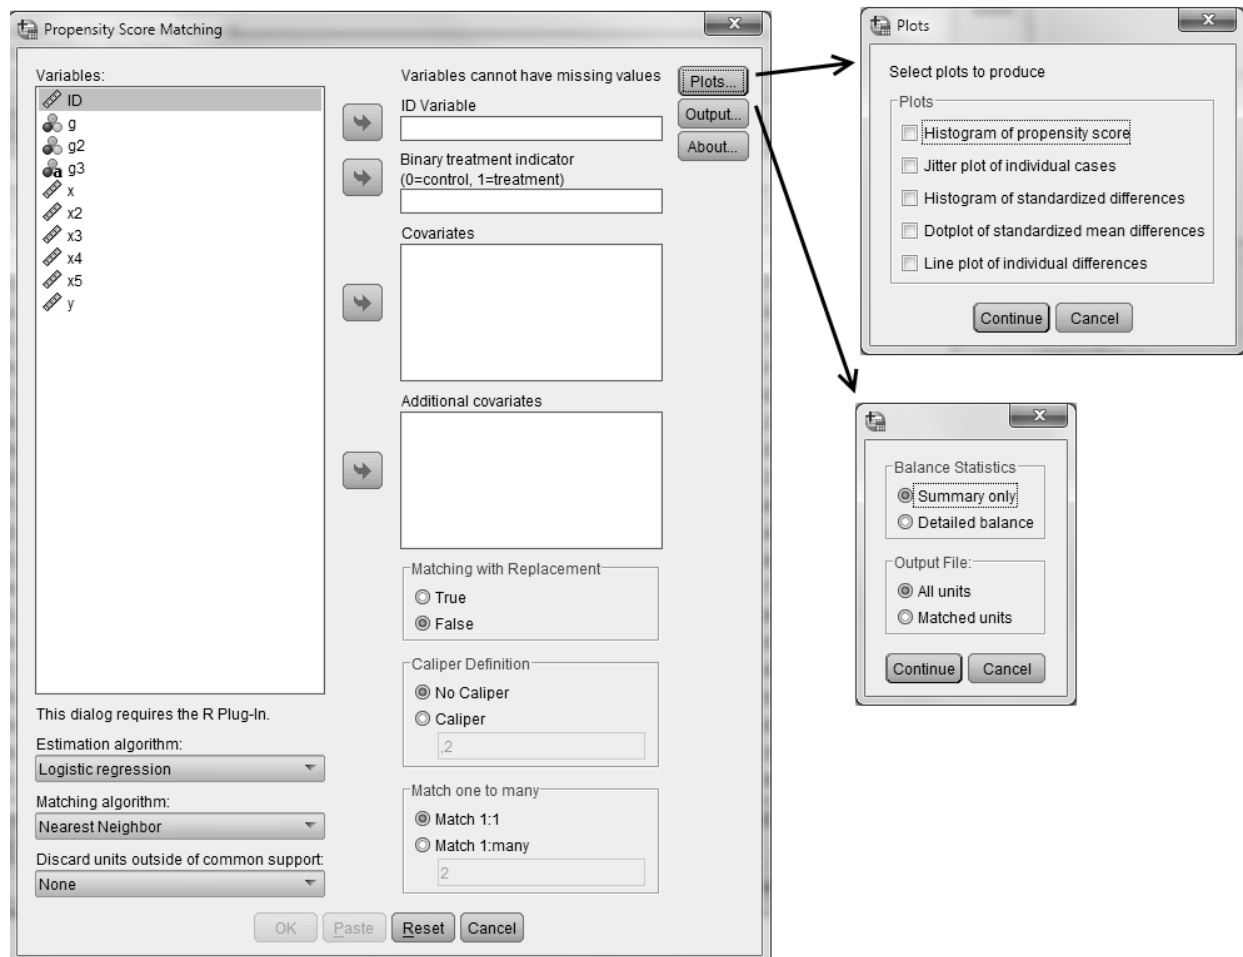 Propensity Score Matching
Variables:
ID
g
g2
g3
x
x2
x3
x4
x5
y
This dialog requires the R Plug-In.
Estimation algorithm:
Logistic regression
Matching algorithm:
Nearest Neighbor
Discard units outside of common support:
None
Variables cannot have missing values
ID Variable
Binary treatment indicator
(0=control, 1=treatment)
Covariates
Additional covariates
Matching with Replacement
True
False
Caliper Definition
No Caliper
Caliper
,2
Match one to many
Match 1:1
Match 1:many
2
Plots...
Output...
About...
OK
Paste
Reset
Cancel
Plots
Select plots to produce
Plots
Histogram of propensity score
Jitter plot of individual cases
Histogram of standardized differences
Dotplot of standardized mean differences
Line plot of individual differences
Continue
Cancel
Balance Statistics
Summary only
Detailed balance
Output File:
All units
Matched units
Continue
Cancel